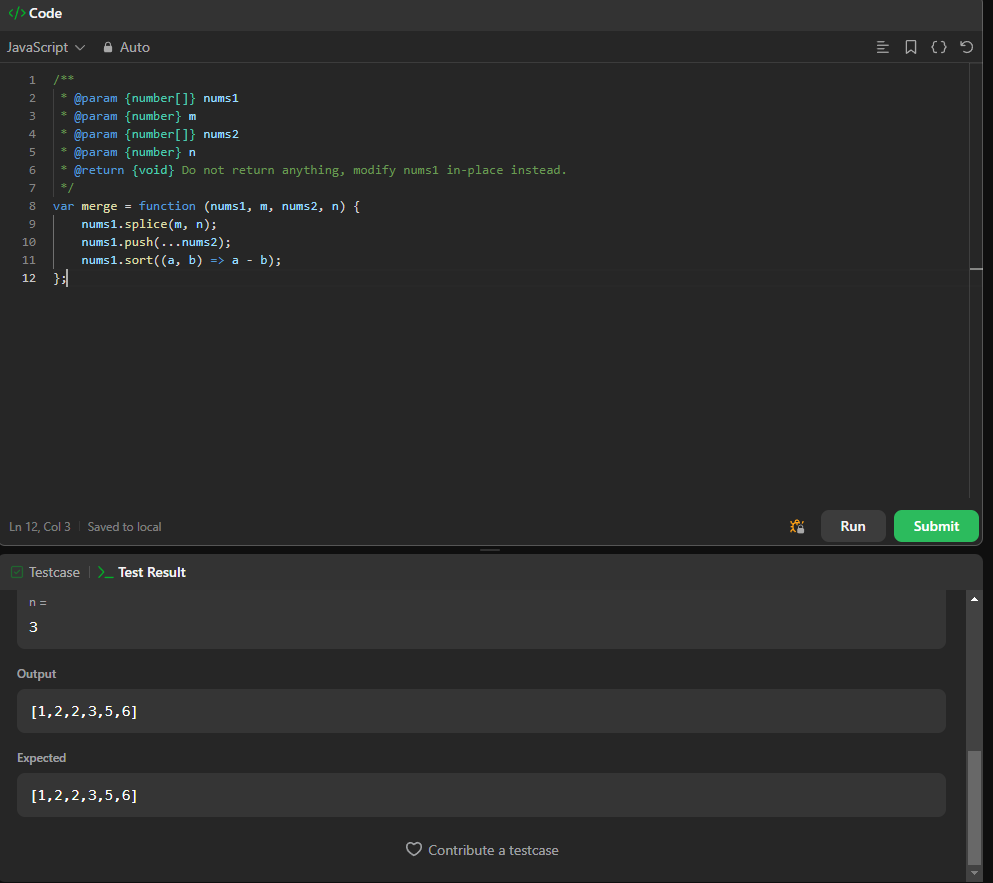 </> Code
JavaScript Auto
1 /**
2 * @param {number[]} nums1
3 * @param {number} m
4 * @param {number[]} nums2
5 * @param {number} n
6 * @return {void} Do not return anything, modify nums1 in-place instead.
7 */
8 var merge = function (nums1, m, nums2, n) {
9 nums1.splice(m, n);
10 nums1.push(...nums2);
11 nums1.sort((a, b) => a - b);
12 };
Ln 12, Col 3 Saved to local
Run Submit
Testcase >_ Test Result
n =
3
Output
[1,2,2,3,5,6]
Expected
[1,2,2,3,5,6]
Contribute a testcase